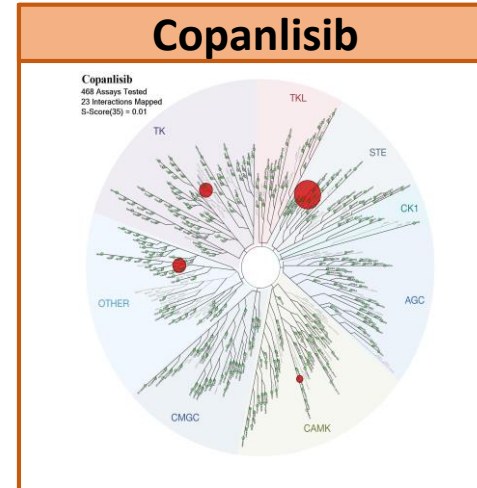 Copanlisib
Copanlisib
468 Assays Tested
23 Interactions Mapped
S-Score(35) = 0.01
TKL
TK
STE
CK1
AGC
OTHER
CMGC
CAMK